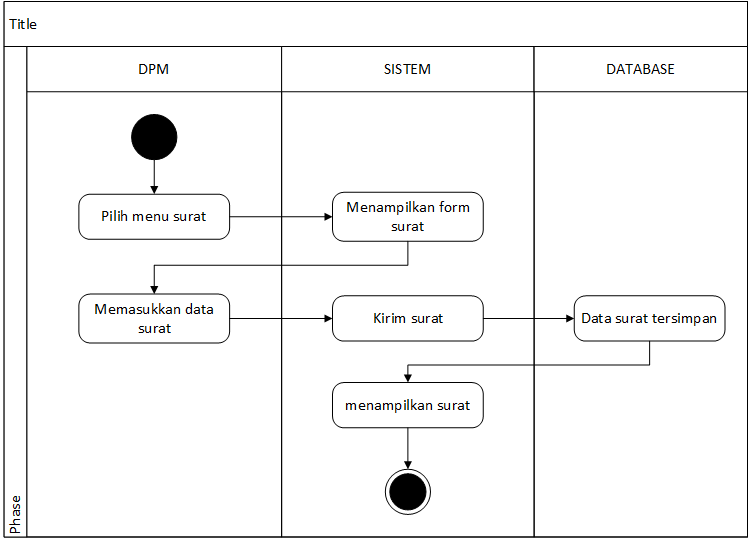 Title
DPM
SISTEM
DATABASE
Pilih menu surat
Menampilkan form
surat
Memasukkan data
surat
Kirim surat
Data surat tersimpan
menampilkan surat
Phase